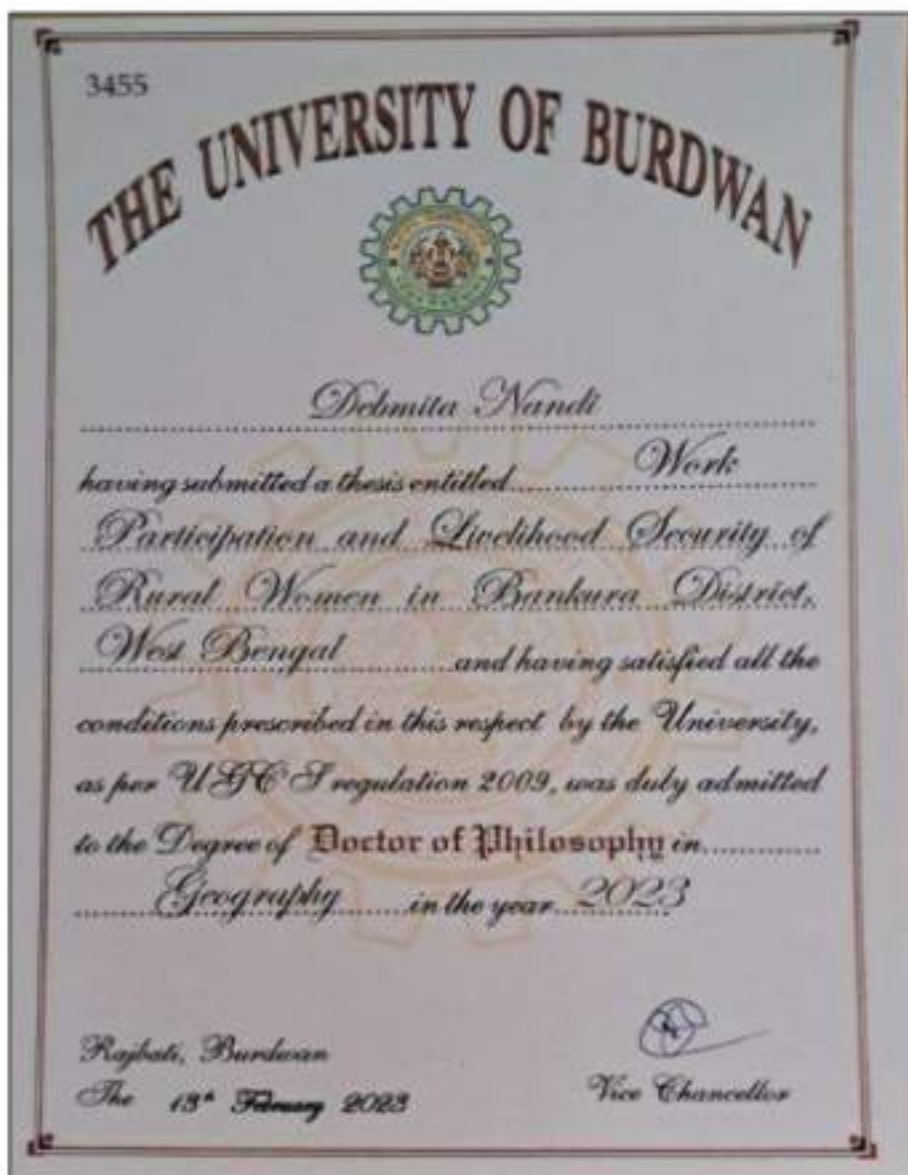 3455
THE UNIVERSITY OF BURDWAN
Debmita Nandi
having submitted a thesis entitled Work
Participation and Livelihood Security of
Rural Women in Bankura District,
West Bengal and having satisfied all the
conditions prescribed in this respect by the University,
as per UGC'S regulation 2009, was duly admitted
to the Degree of Doctor of Philosophy in
Geography in the year 2023
Rajbati, Burdwan
The 13th February 2023
Vice Chancellor